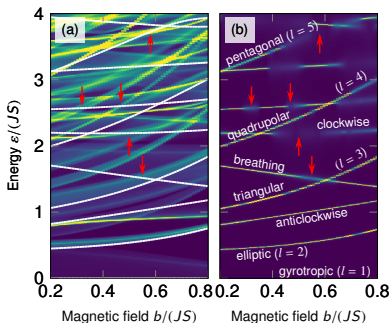 (a)
(b)
4
3
2
1
0
Energy ε/(JS)
0.2
0.4
0.6
0.8
Magnetic field b/(JS)
pentagonal (l = 5)
(l = 4)
quadrupolar
clockwise
breathing
(l = 3)
triangular
anticlockwise
elliptic (l = 2)
gyrotropic (l = 1)
0.2
0.4
0.6
0.8
Magnetic field b/(JS)